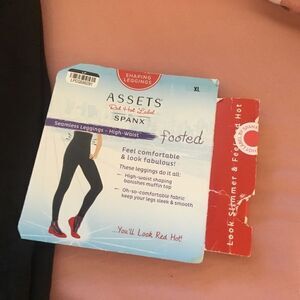 SHAPING
LEGGINGS
XL
ASSETS
Red Hot Label
SPANX
Seamless Leggings - High-Waist
footed
Feel comfortable
& look fabulous!
These leggings do it all:
• High-waist shaping
banishes muffin top
• Oh-so-comfortable fabric
keep your legs sleek & smooth
...You'll Look Red Hot!
Look Slimmer & Feel Red Hot